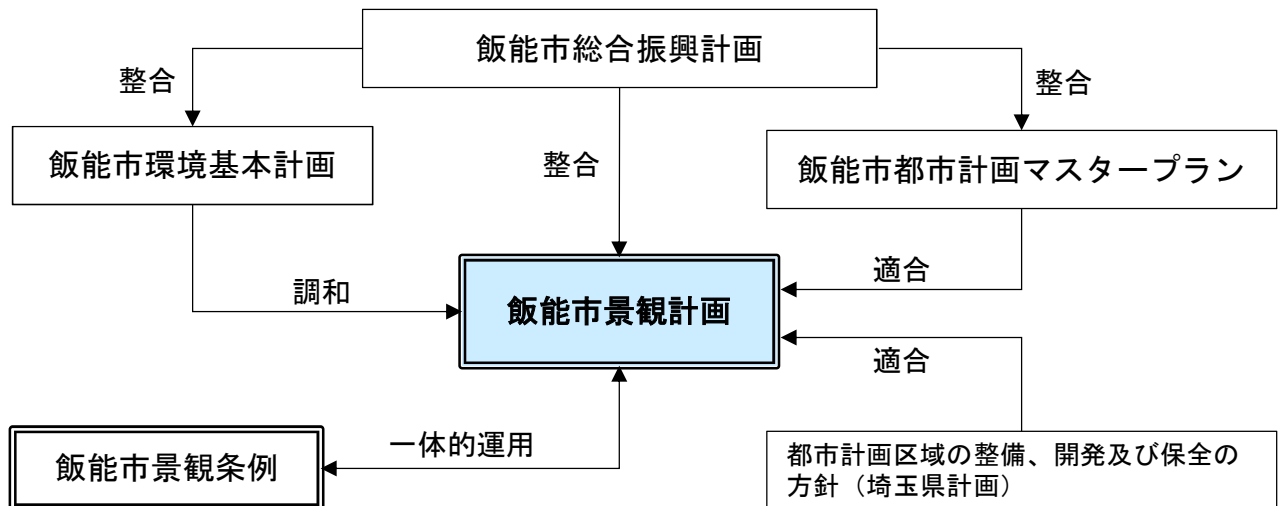 飯能市総合振興計画
整合
整合
飯能市環境基本計画
整合
飯能市都市計画マスタープラン
適合
調和
飯能市景観計画
適合
一体的運用
飯能市景観条例
都市計画区域の整備、開発及び保全の
方針（埼玉県計画）